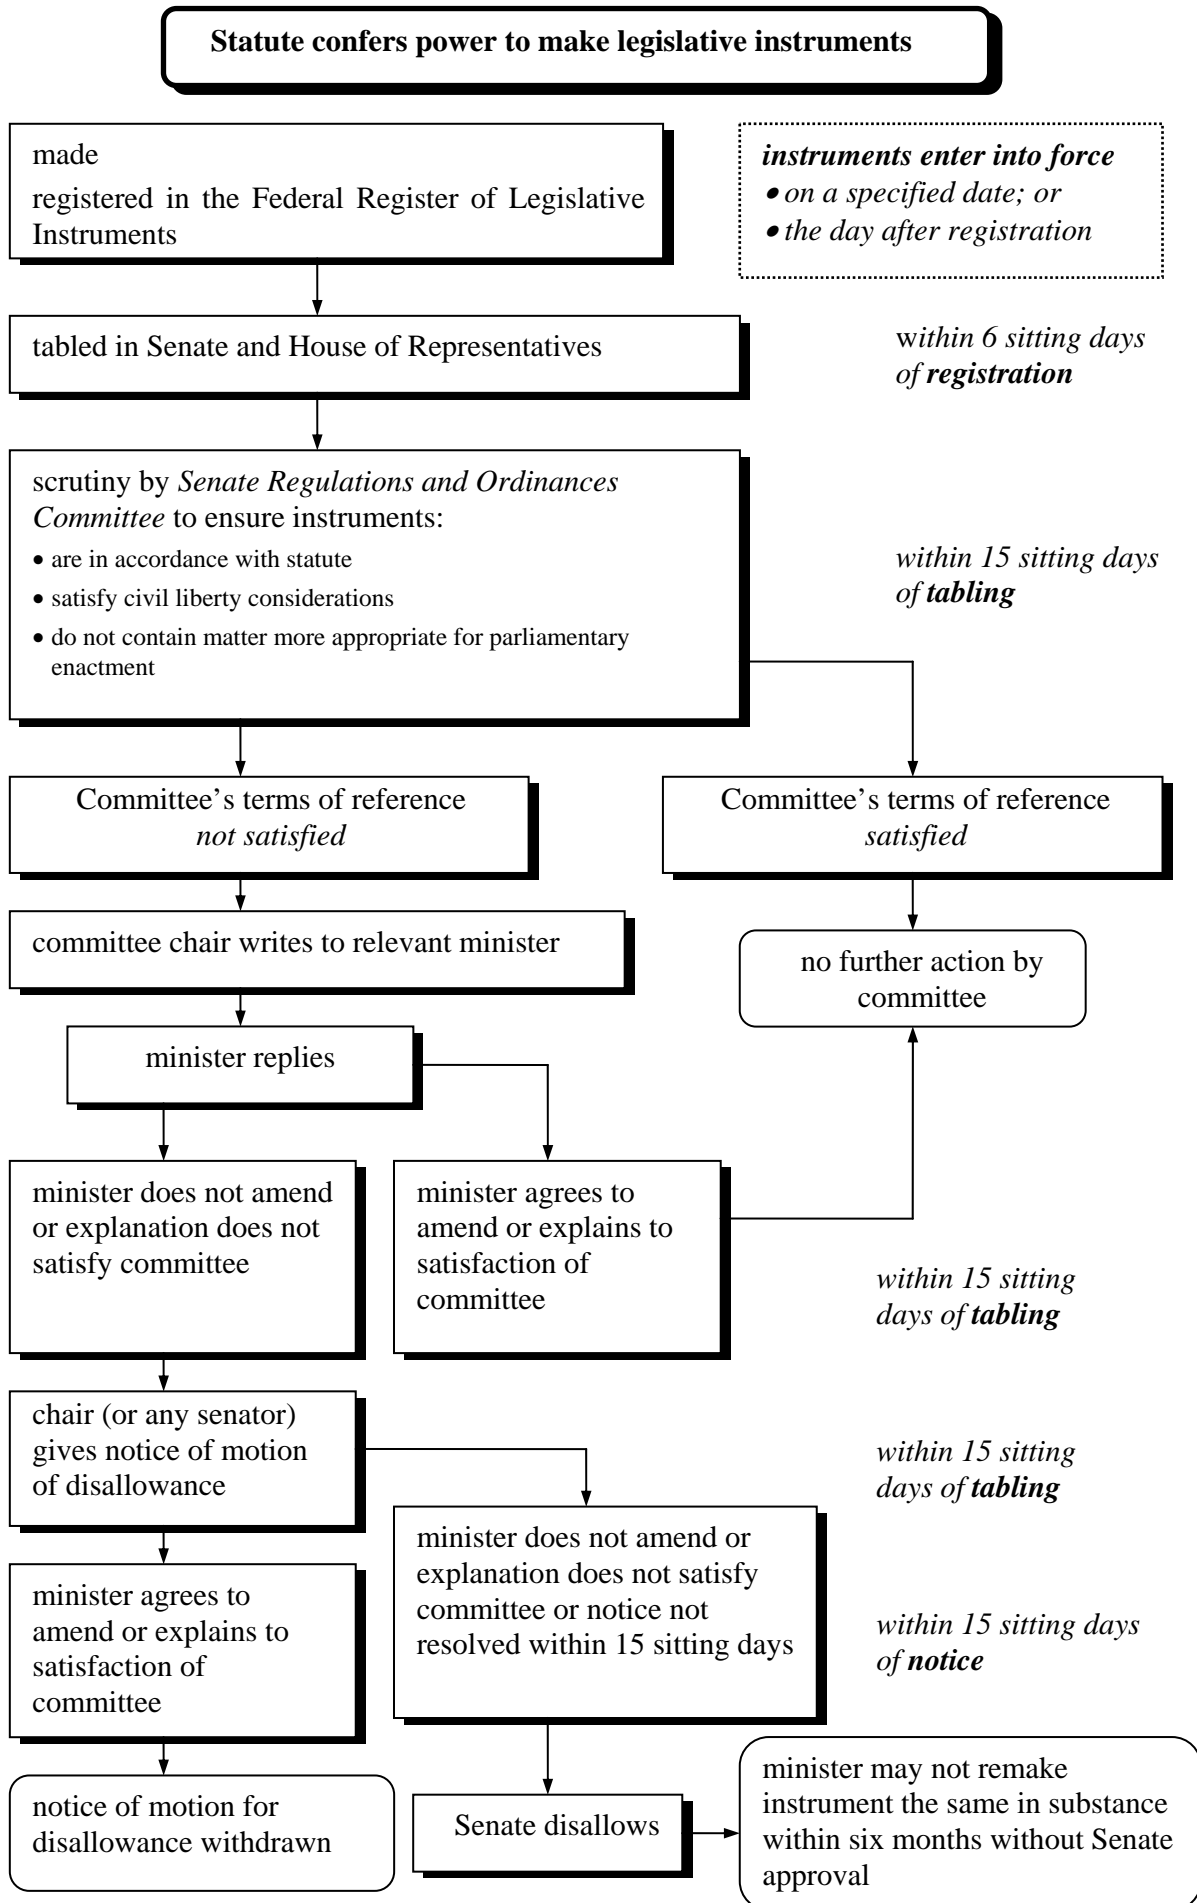 Statute confers power to make legislative instruments
made
registered in the Federal Register of Legislative
Instruments
instruments enter into force
• on a specified date; or
• the day after registration
tabled in Senate and House of Representatives
within 6 sitting days
of registration
scrutiny by Senate Regulations and Ordinances
Committee to ensure instruments:
• are in accordance with statute
• satisfy civil liberty considerations
• do not contain matter more appropriate for parliamentary
enactment
within 15 sitting days
of tabling
Committee’s terms of reference
not satisfied
Committee’s terms of reference
satisfied
committee chair writes to relevant minister
no further action by
committee
minister replies
minister does not amend
or explanation does not
satisfy committee
minister agrees to
amend or explains to
satisfaction of
committee
within 15 sitting
days of tabling
chair (or any senator)
gives notice of motion
of disallowance
within 15 sitting
days of tabling
minister does not amend or
explanation does not satisfy
committee or notice not
resolved within 15 sitting days
minister agrees to
amend or explains to
satisfaction of
committee
within 15 sitting days
of notice
notice of motion for
disallowance withdrawn
Senate disallows
minister may not remake
instrument the same in substance
within six months without Senate
approval